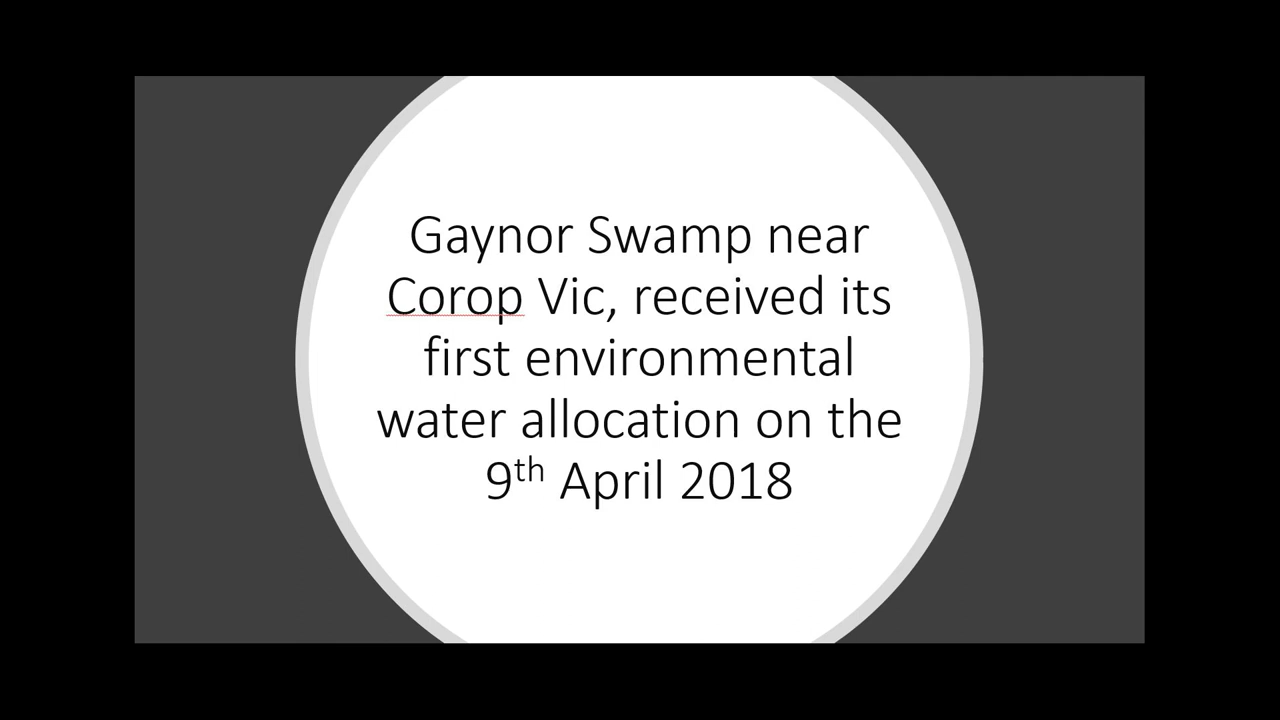 Gaynor Swamp near
Corop Vic, received its
first environmental
water allocation on the
9th April 2018